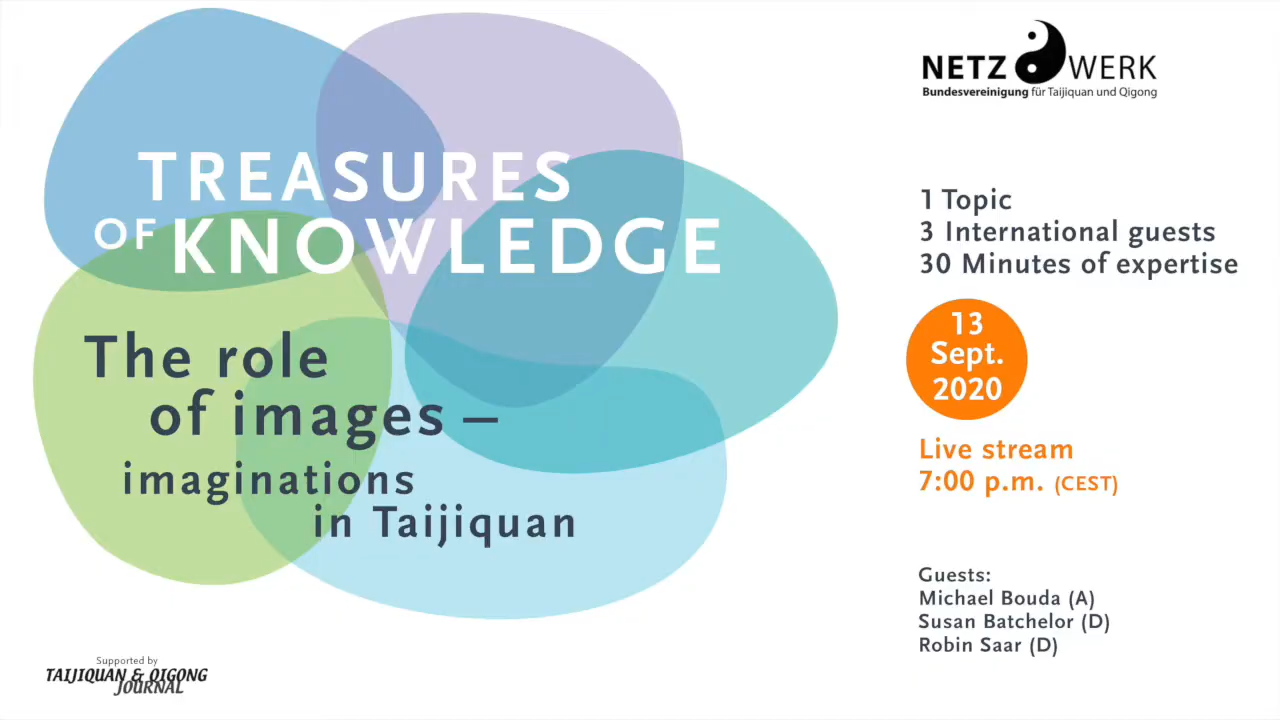 TREASURES
OF KNOWLEDGE
The role
of images –
imaginations
in Taijiquan
Supported by
TAIJIQUAN & QIGONG
JOURNAL
NETZ WERK
Bundesvereinigung für Taijiquan und Qigong
1 Topic
3 International guests
30 Minutes of expertise
13
Sept.
2020
Live stream
7:00 p.m. (CEST)
Guests:
Michael Bouda (A)
Susan Batchelor (D)
Robin Saar (D)